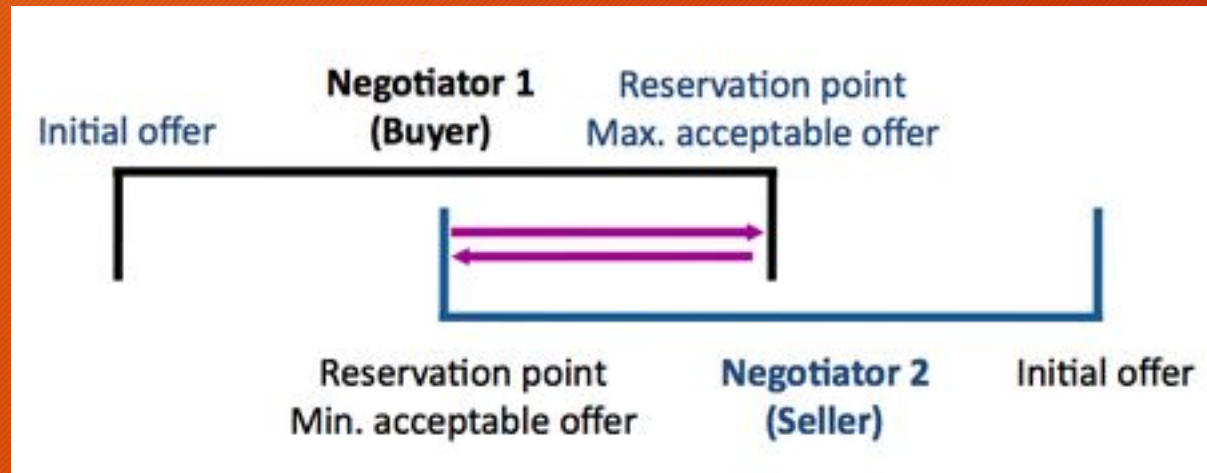 Initial offer
Negotiator 1
(Buyer)
Reservation point
Max. acceptable offer
Reservation point
Min. acceptable offer
Negotiator 2
(Seller)
Initial offer